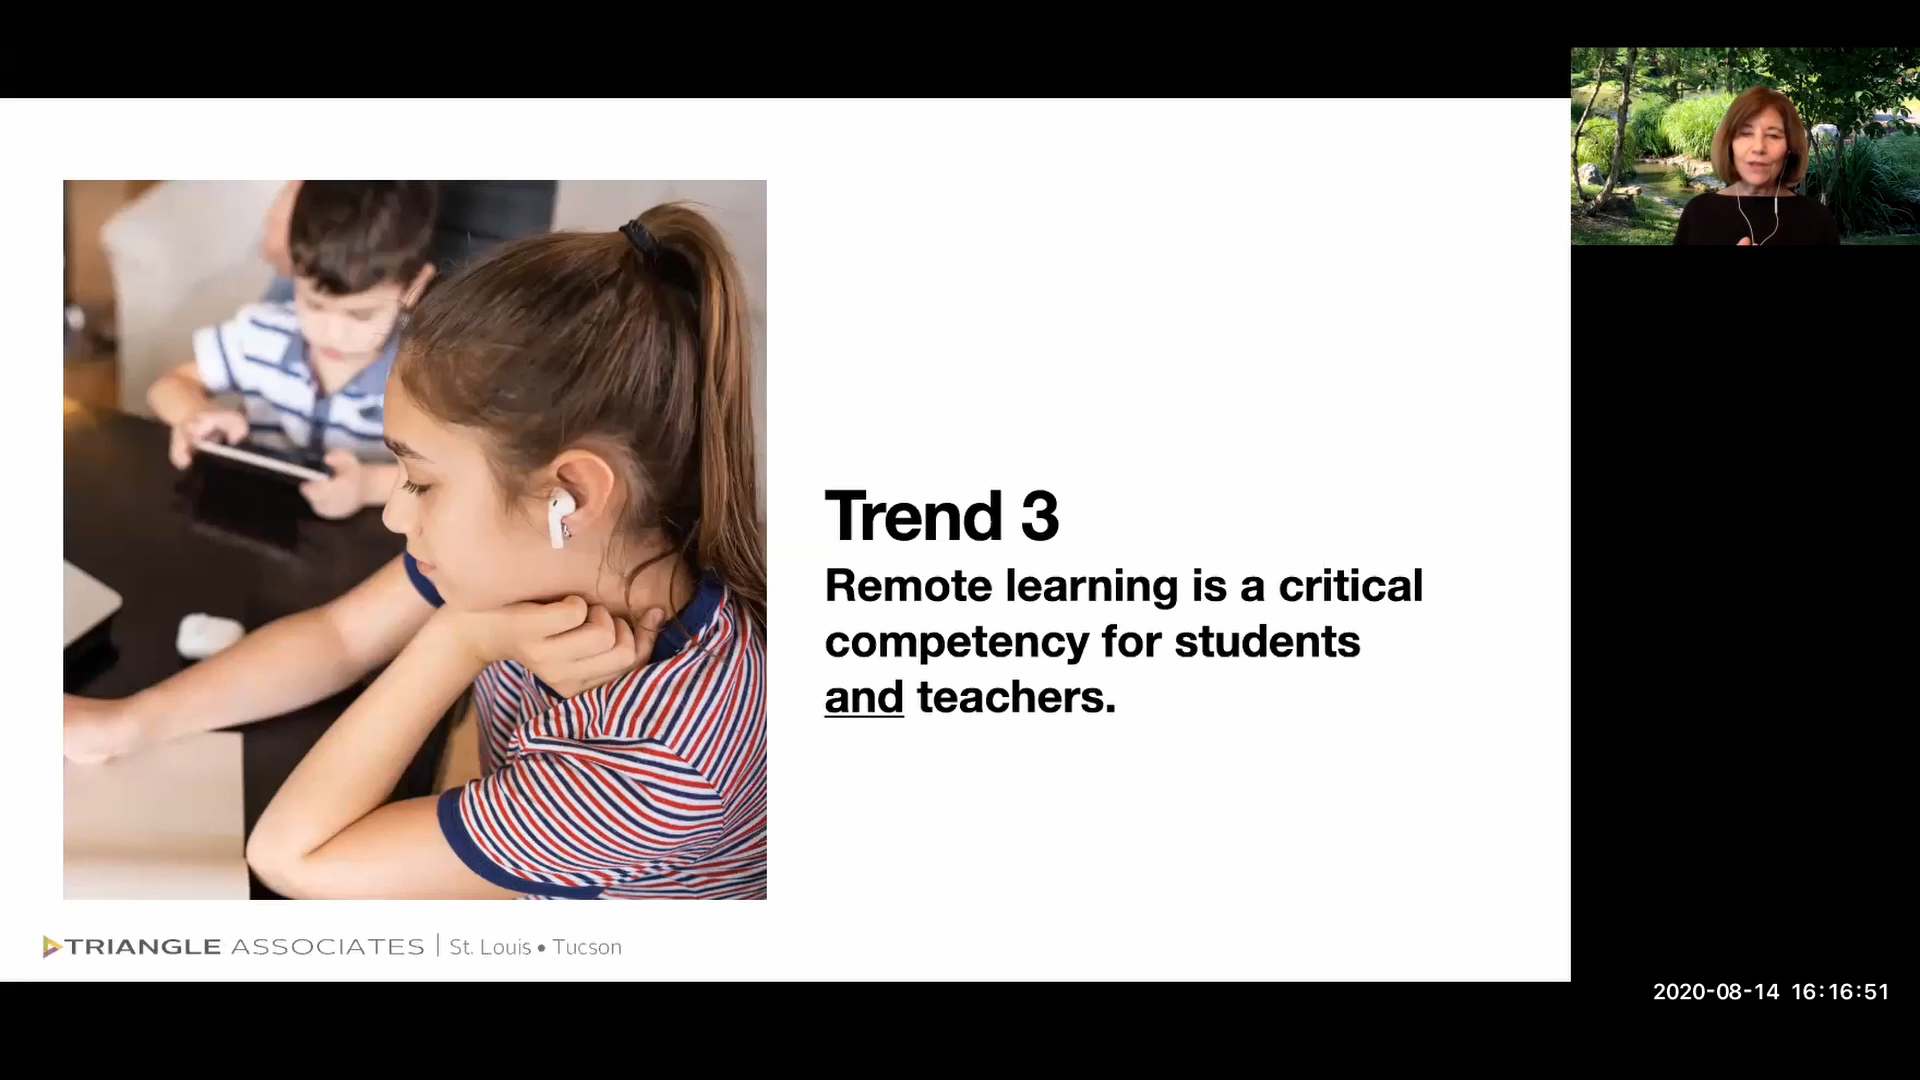 Trend 3
Remote learning is a critical
competency for students
and teachers.
TRIANGLE ASSOCIATES | St. Louis • Tucson
2020-08-14 16:16:51